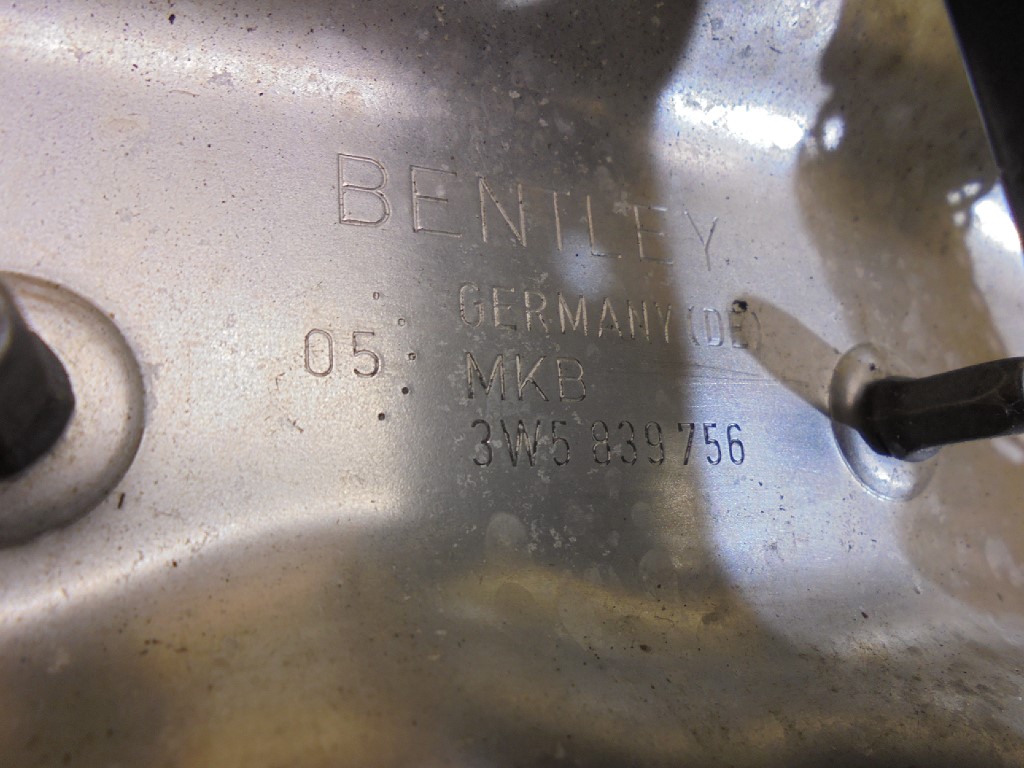 BENTLEY
GERMANY (DE)
05
MKB
3W5 839 756